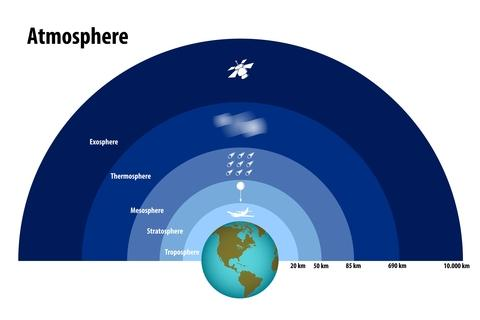 Atmosphere
Exosphere
Thermosphere
Mesosphere
Stratosphere
Troposphere
20 km 50 km 85 km 690 km 10.000 km